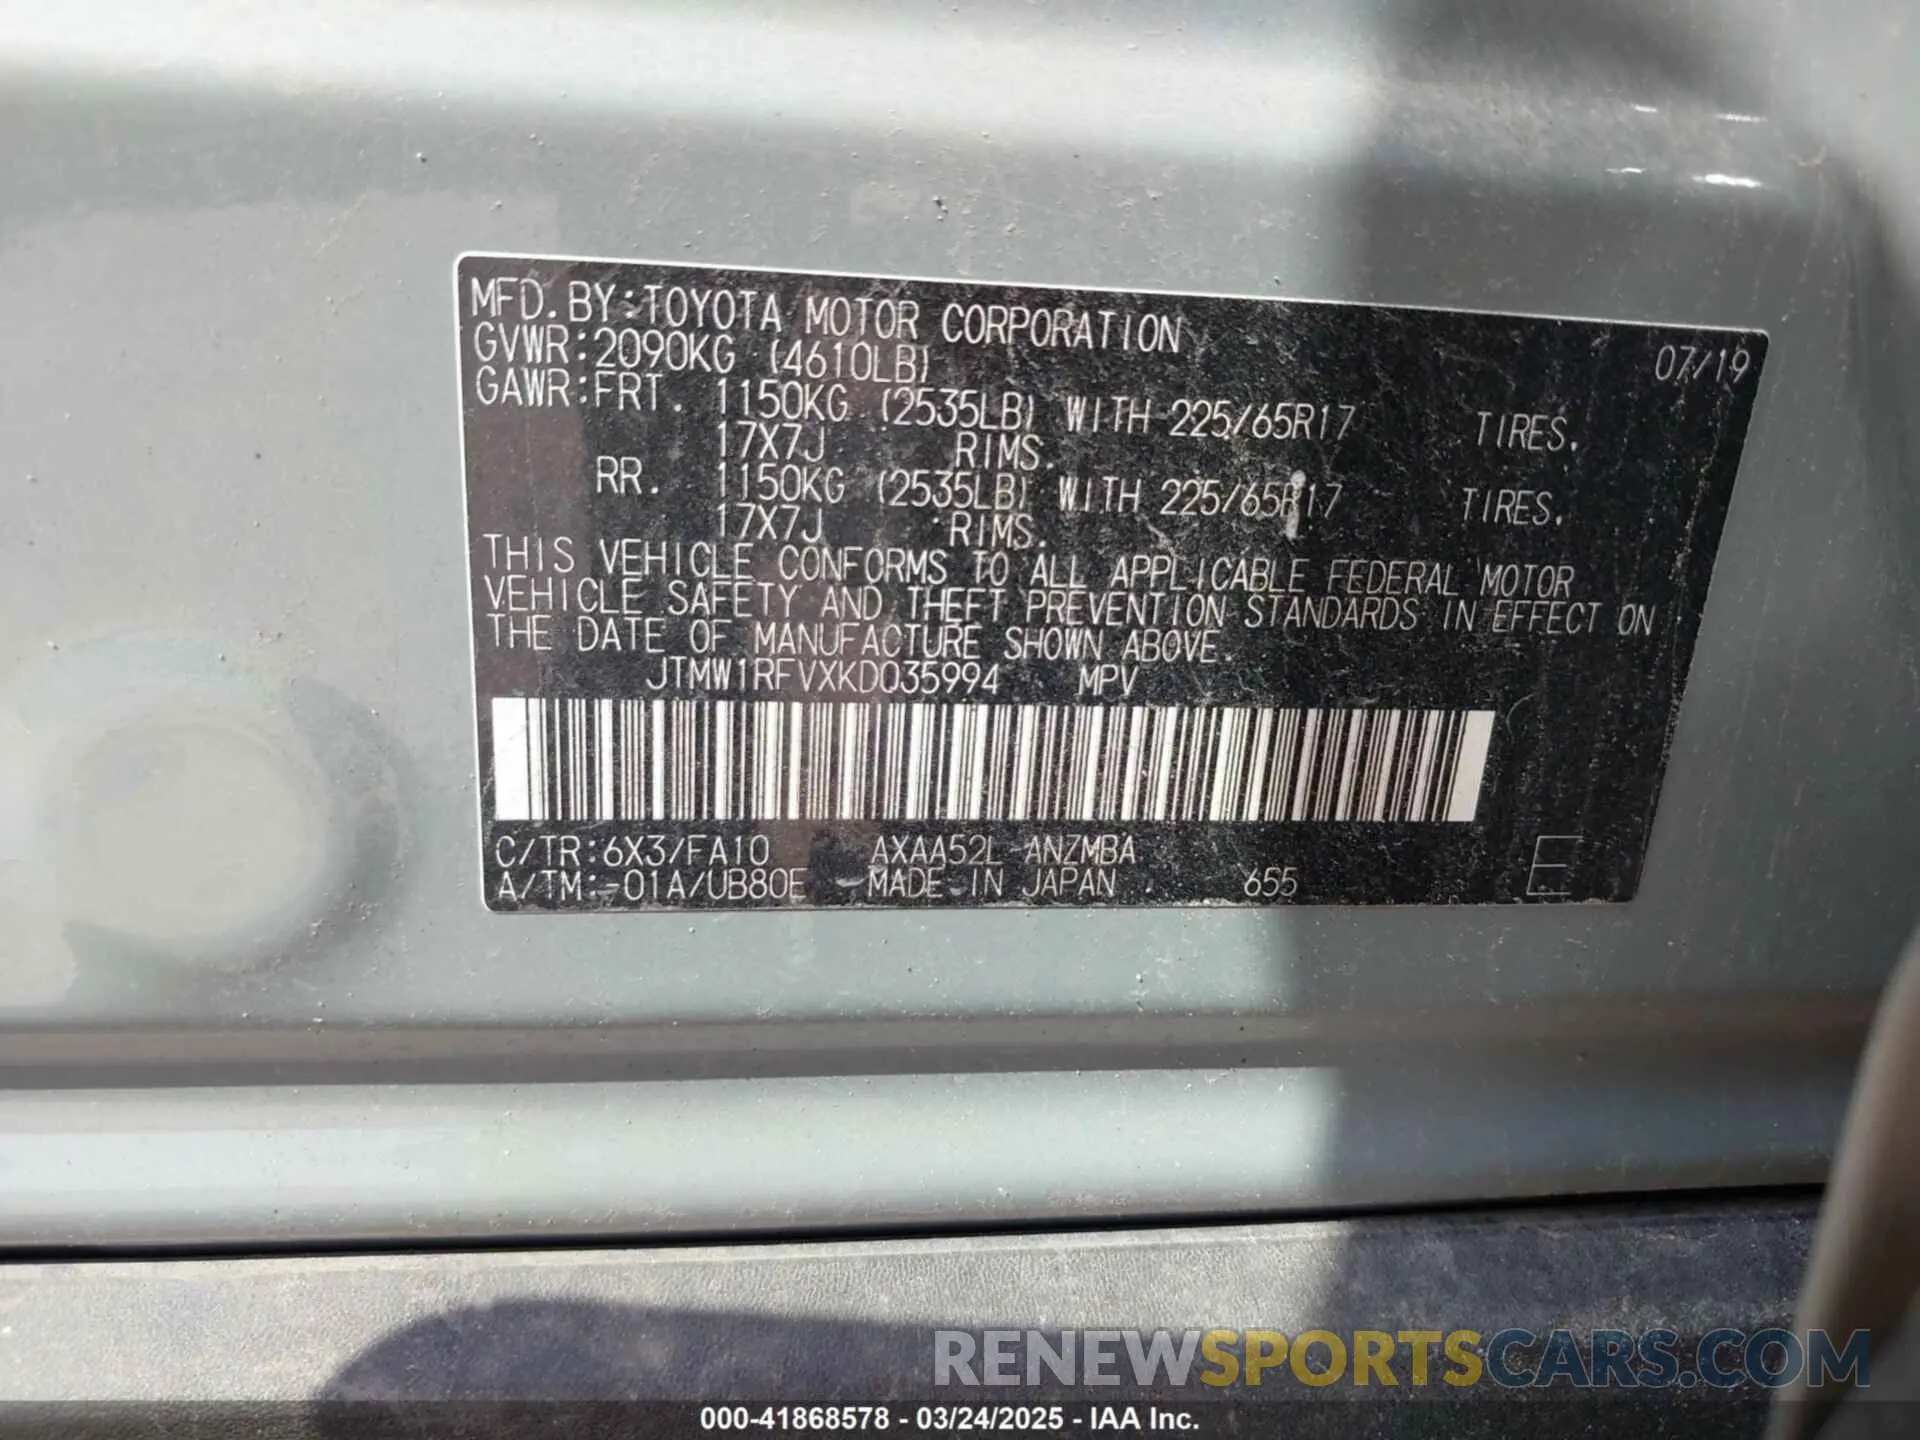 MFD. BY:TOYOTA MOTOR CORPORATION 07/19
GVWR:2090KG (4610LB)
GAWR:FRT. 1150KG (2535LB) WITH 225/65R17 TIRES.
17X7J RIMS.
RR. 1150KG (2535LB) WITH 225/65R17 TIRES.
17X7J RIMS.
THIS VEHICLE CONFORMS TO ALL APPLICABLE FEDERAL MOTOR
VEHICLE SAFETY AND THEFT PREVENTION STANDARDS IN EFFECT ON
THE DATE OF MANUFACTURE SHOWN ABOVE.
JTMW1RFVXKD035994 MPV
C/TR:6X3/FA10 AXAA52L ANZMBA
A/TM:-01A/UB80E MADE IN JAPAN 655 E
RENEWSPORTSCARS.COM
000-41868578 - 03/24/2025 - IAA Inc.